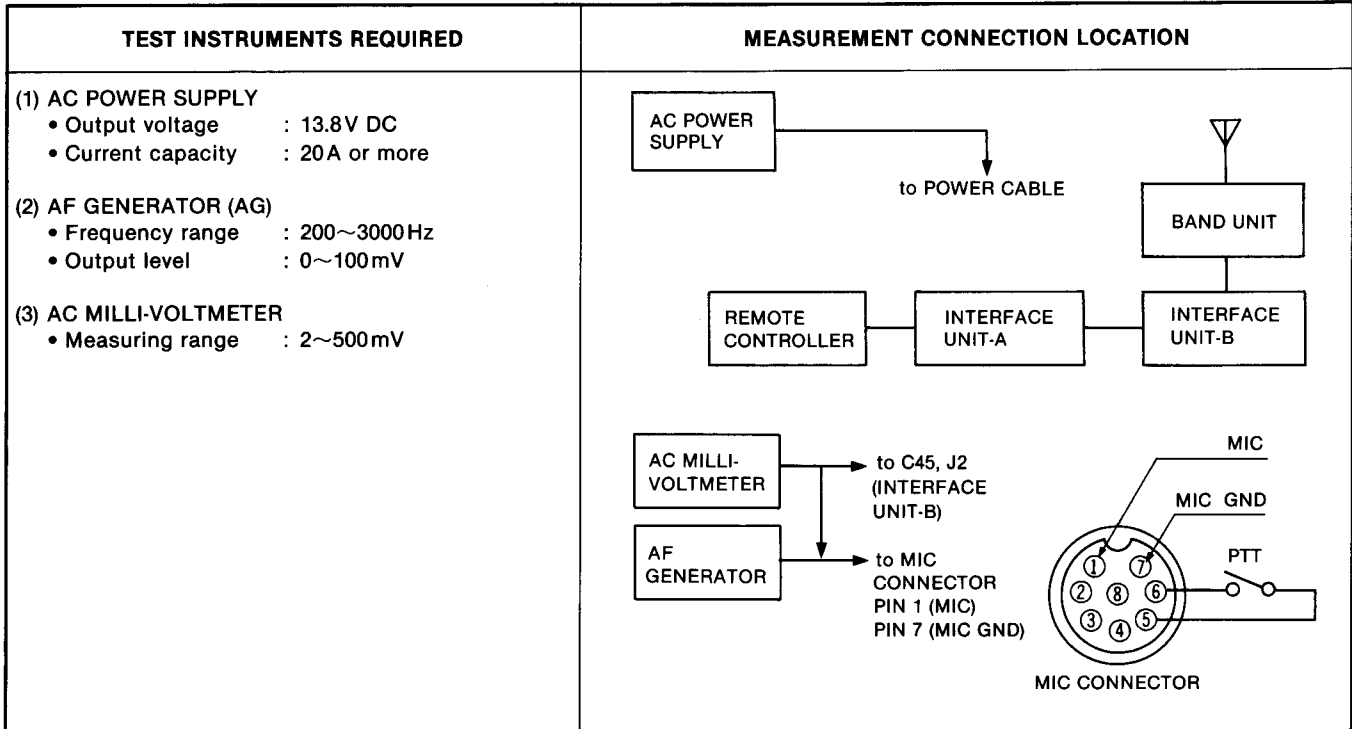 TEST INSTRUMENTS REQUIRED
MEASUREMENT CONNECTION LOCATION
(1) AC POWER SUPPLY
• Output voltage : 13.8V DC
• Current capacity : 20A or more
(2) AF GENERATOR (AG)
• Frequency range : 200~3000Hz
• Output level : 0~100mV
(3) AC MILLI-VOLTMETER
• Measuring range : 2~500mV
AC POWER
SUPPLY
to POWER CABLE
BAND UNIT
REMOTE
CONTROLLER
INTERFACE
UNIT-A
INTERFACE
UNIT-B
AC MILLI-
VOLTMETER
to C45, J2
(INTERFACE
UNIT-B)
AF
GENERATOR
to MIC
CONNECTOR
PIN 1 (MIC)
PIN 7 (MIC GND)
MIC
MIC GND
PTT
1 7
2 8 6
3 4 5
MIC CONNECTOR